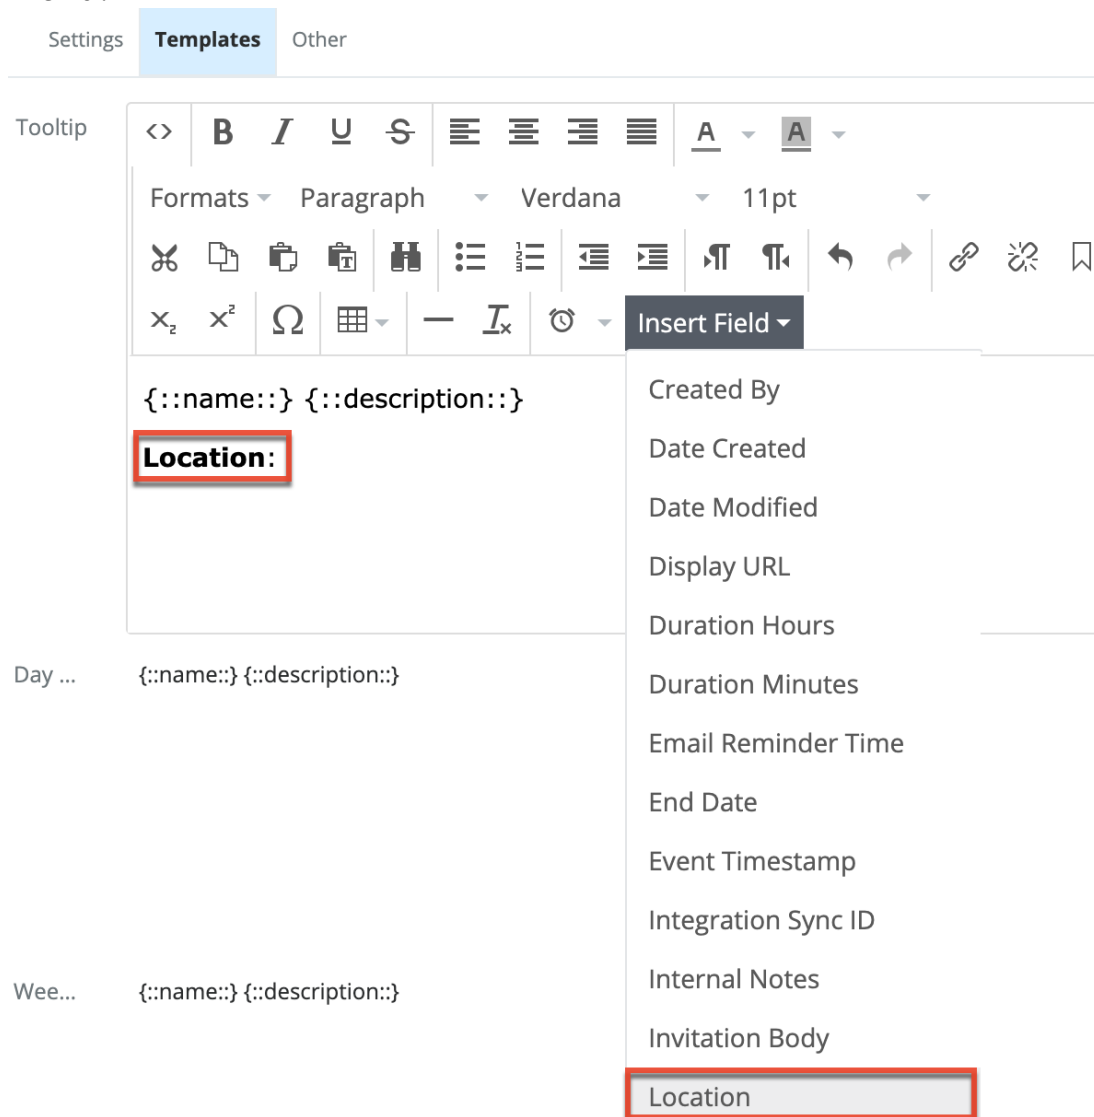 Settings Templates Other
Tooltip
Formats Paragraph Verdana 11pt
Insert Field
{::name::} {::description::}
Location:
Created By
Date Created
Date Modified
Display URL
Duration Hours
Duration Minutes
Email Reminder Time
End Date
Event Timestamp
Integration Sync ID
Internal Notes
Invitation Body
Location
Day ... {::name::} {::description::}
Wee... {::name::} {::description::}